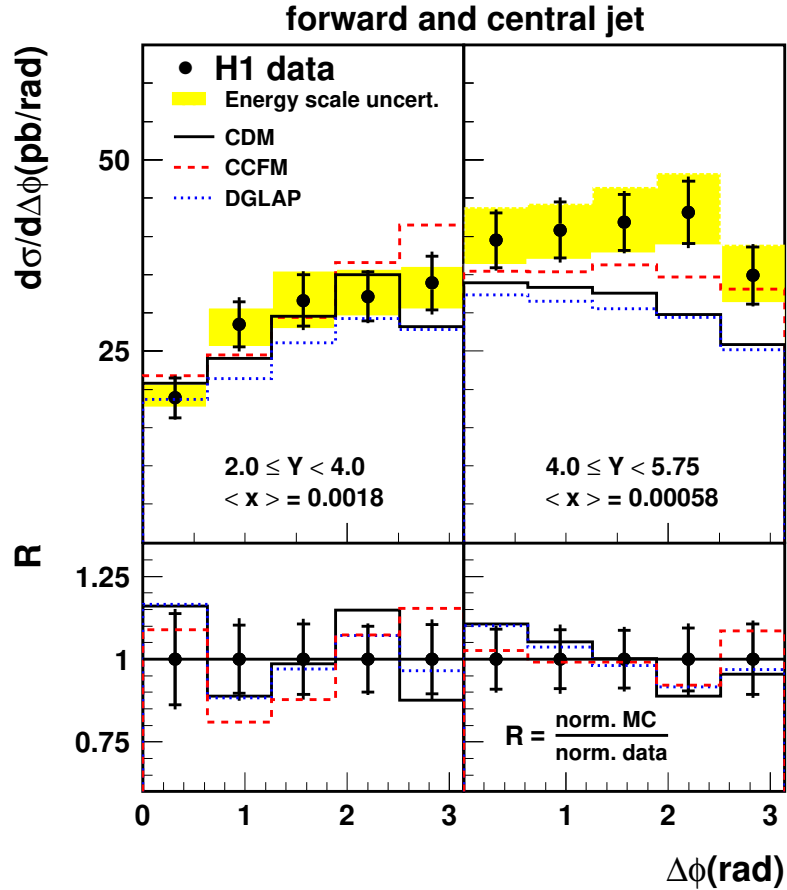 forward and central jet
dσ/dΔϕ(pb/rad)
50
25
H1 data
Energy scale uncert.
CDM
CCFM
DGLAP
2.0 ≤ Y < 4.0
< x > = 0.0018
4.0 ≤ Y < 5.75
< x > = 0.00058
R
1.25
1
0.75
R = norm. MC
norm. data
0 1 2 3 1 2 3
Δϕ(rad)